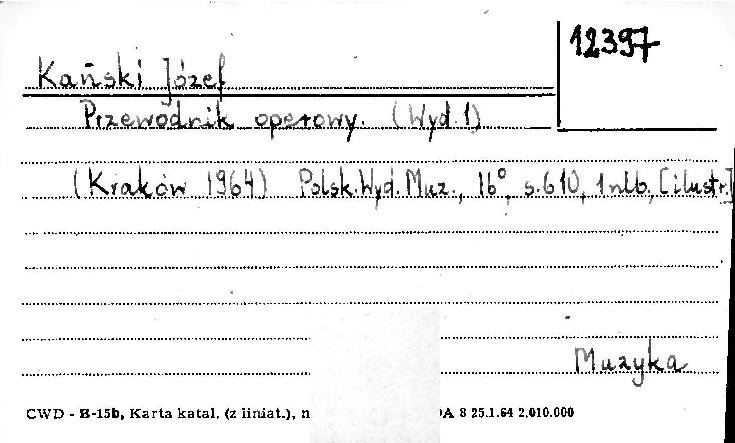 12397
Kański Józef
Przewodnik operowy. (Wyd. 1)
(Kraków 1964) Polsk. Wyd. Muz., 16°, s. 610, 1 nlb., [ilustr.]
Muzyka
CWD - B-15b, Karta katal. (z liniat.), n DA 8 25.1.64 2.010.000